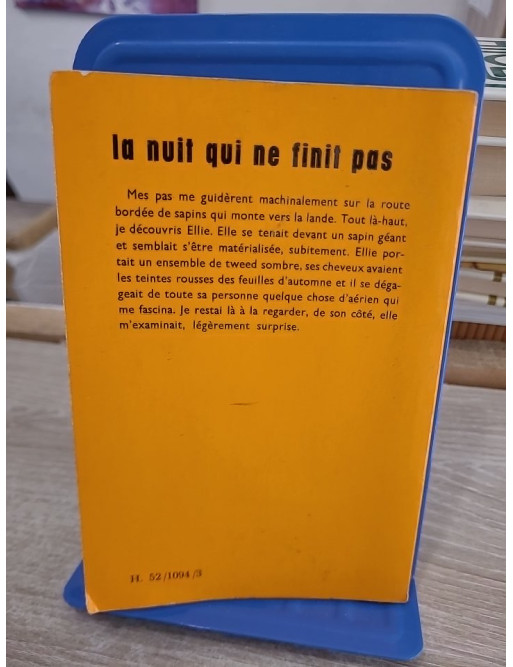 la nuit qui ne finit pas
Mes pas me guidèrent machinalement sur la route
bordée de sapins qui monte vers la lande. Tout là-haut,
je découvris Ellie. Elle se tenait devant un sapin géant
et semblait s'être matérialisée, subitement. Ellie por-
tait un ensemble de tweed sombre, ses cheveux avaient
les teintes rousses des feuilles d'automne et il se déga-
geait de toute sa personne quelque chose d'aérien qui
me fascina. Je restai là à la regarder, de son côté, elle
m'examinait, légèrement surprise.
H. 52/1094/3